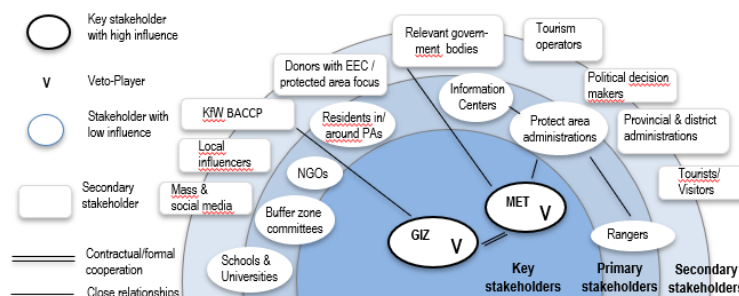 Key stakeholder
with high influence
V
Veto-Player
Stakeholder with
low influence
Secondary
stakeholder
Contractual/formal
cooperation
Close relationships
Relevant govern-
ment bodies
Tourism
operators
Donors with EEC /
protected area focus
Political decision
makers
Information
Centers
KfW BACCP
Residents in/
around PAs
Protect area
administrations
Provincial & district
administrations
Local
influencers
NGOs
Tourists/
Visitors
Mass &
social media
MET
V
Buffer zone
committees
GIZ
V
Rangers
Schools &
Universities
Key
stakeholders
Primary
stakeholders
Secondary
stakeholders